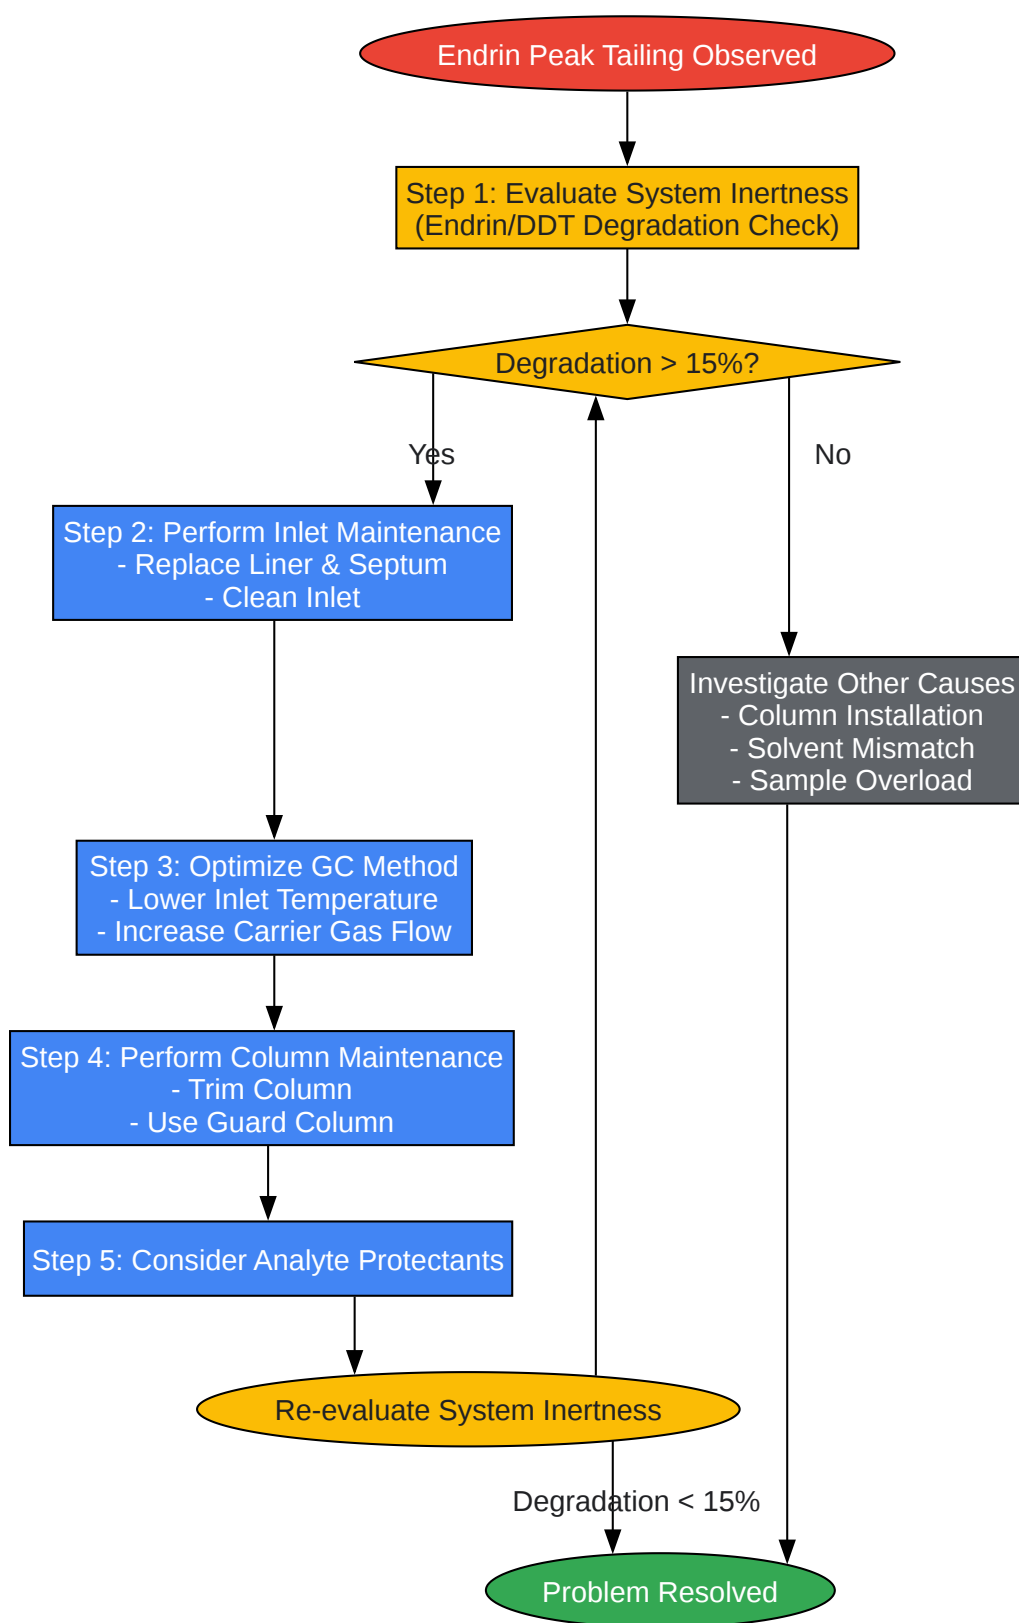 Endrin Peak Tailing Observed
Step 1: Evaluate System Inertness
(Endrin/DDT Degradation Check)
Degradation > 15%?
Yes
No
Step 2: Perform Inlet Maintenance
- Replace Liner & Septum
- Clean Inlet
Investigate Other Causes
- Column Installation
- Solvent Mismatch
- Sample Overload
Step 3: Optimize GC Method
- Lower Inlet Temperature
- Increase Carrier Gas Flow
Step 4: Perform Column Maintenance
- Trim Column
- Use Guard Column
Step 5: Consider Analyte Protectants
Re-evaluate System Inertness
Degradation < 15%
Problem Resolved